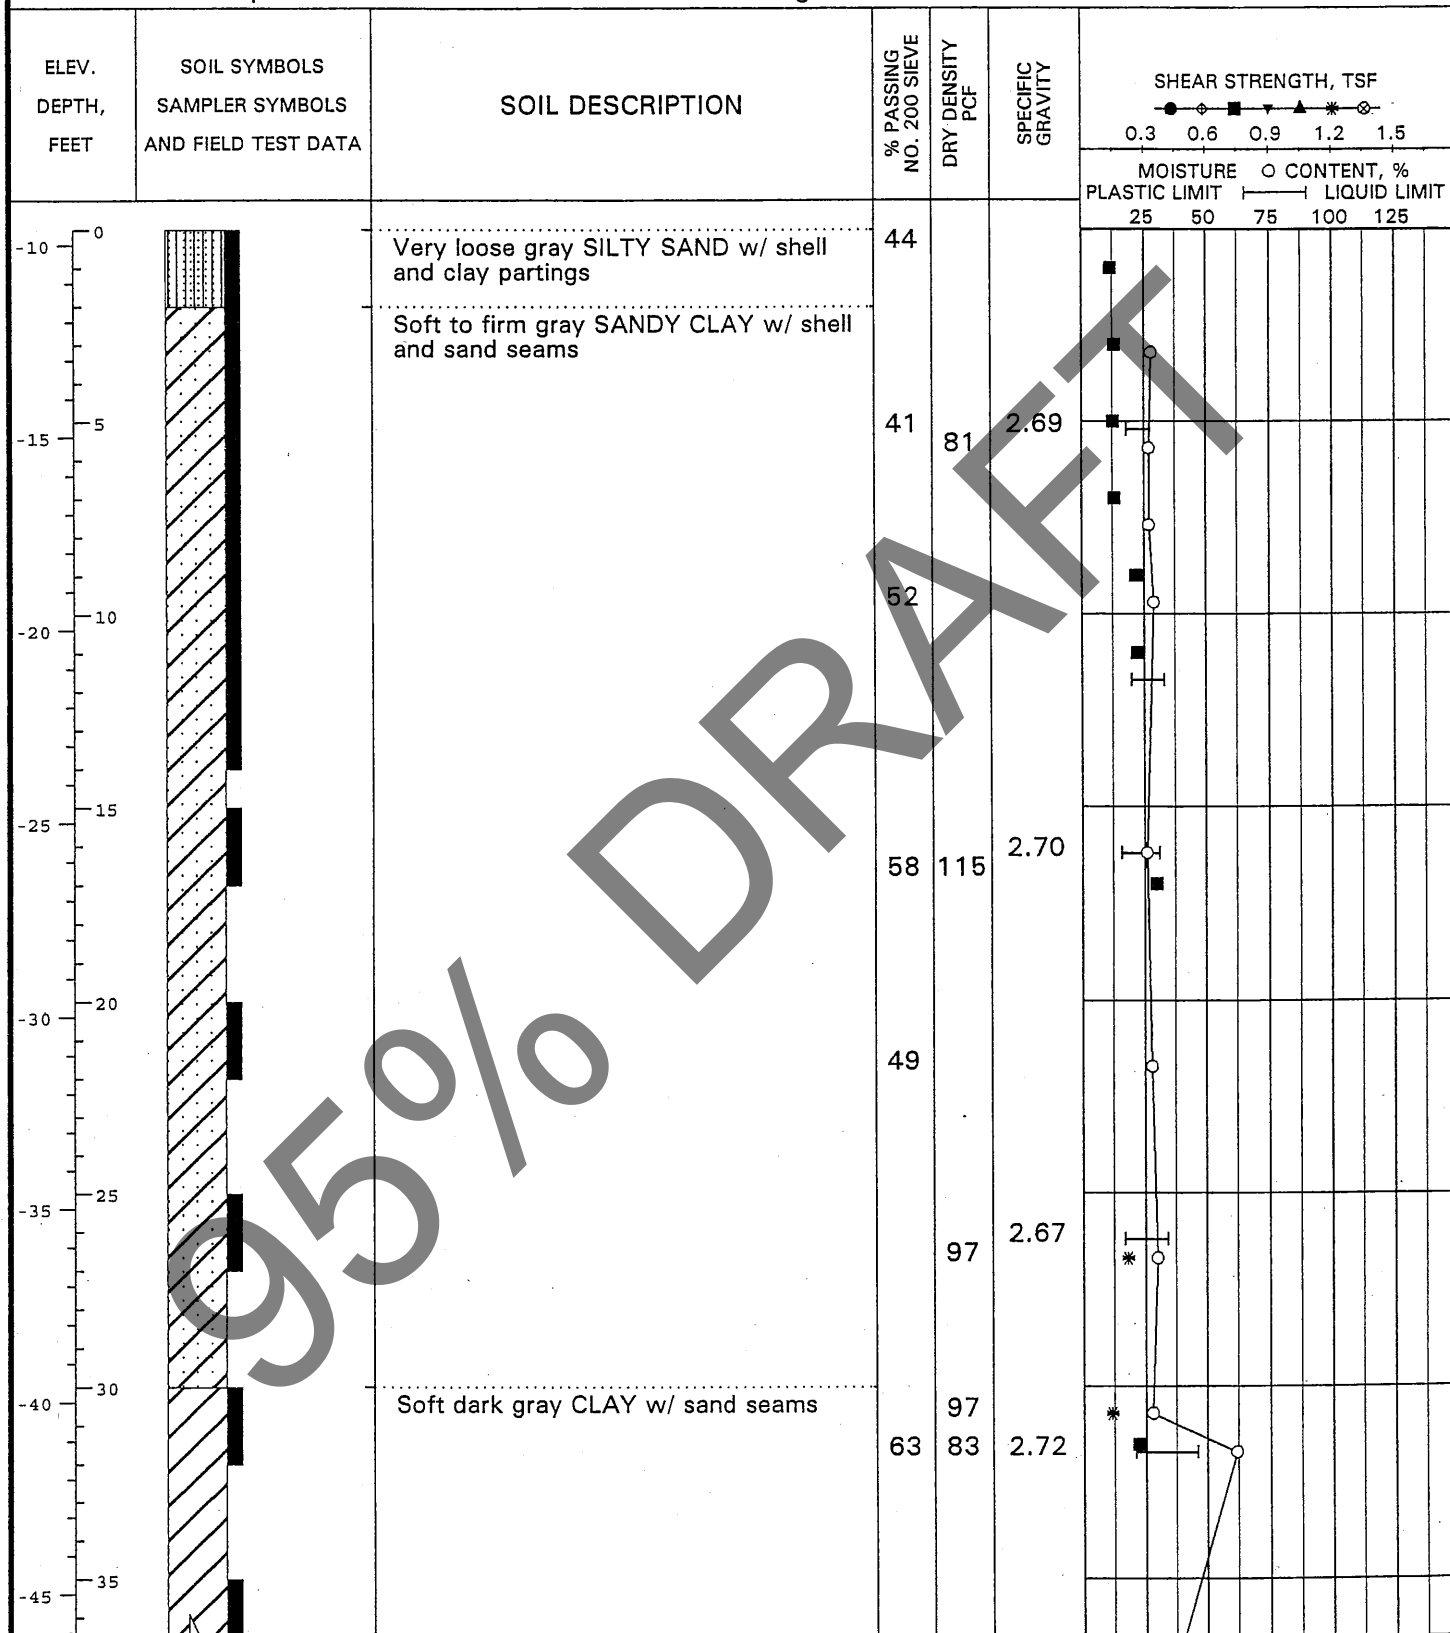 ELEV.
DEPTH,
FEET
SOIL SYMBOLS
SAMPLER SYMBOLS
AND FIELD TEST DATA
SOIL DESCRIPTION
% PASSING
NO. 200 SIEVE
DRY DENSITY
PCF
SPECIFIC
GRAVITY
SHEAR STRENGTH, TSF
0.3 0.6 0.9 1.2 1.5
MOISTURE CONTENT, %
PLASTIC LIMIT LIQUID LIMIT
25 50 75 100 125
-10 0
Very loose gray SILTY SAND w/ shell
and clay partings
44
Soft to firm gray SANDY CLAY w/ shell
and sand seams
-15 5
41 81 2.69
52
-20 10
-25 15
58 115 2.70
-30 20
49
-35 25
97 2.67
-40 30
Soft dark gray CLAY w/ sand seams
97
63 83 2.72
-45 35
95% DRAFT